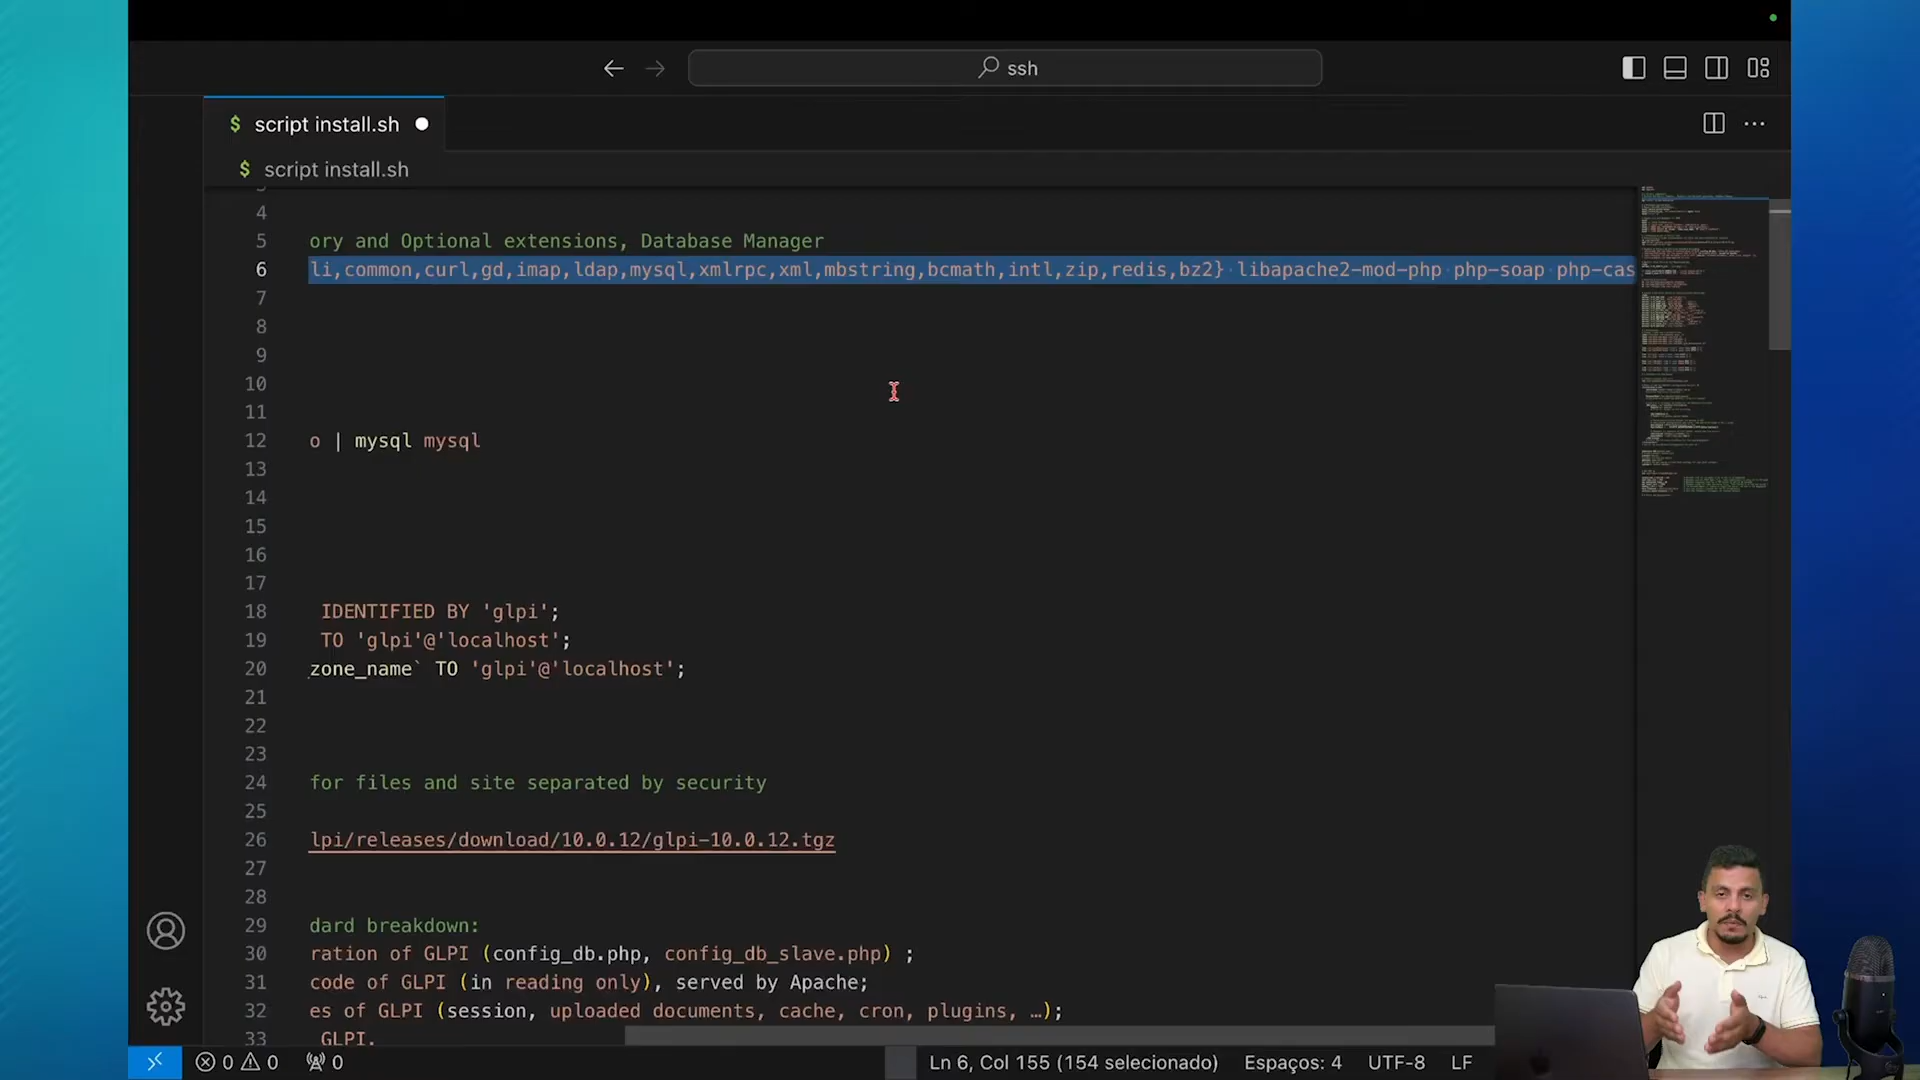 ssh
$ script install.sh
$ script install.sh
4
5 ory and Optional extensions, Database Manager
6 li,common,curl,gd,imap,ldap,mysql,xmlrpc,xml,mbstring,bcmath,intl,zip,redis,bz2} libapache2-mod-php php-soap php-cas
7
8
9
10
11
12 o | mysql mysql
13
14
15
16
17
18 IDENTIFIED BY 'glpi';
19 TO 'glpi'@'localhost';
20 zone_name` TO 'glpi'@'localhost';
21
22
23
24 for files and site separated by security
25
26 lpi/releases/download/10.0.12/glpi-10.0.12.tgz
27
28
29 dard breakdown:
30 ration of GLPI (config_db.php, config_db_slave.php) ;
31 code of GLPI (in reading only), served by Apache;
32 es of GLPI (session, uploaded documents, cache, cron, plugins, …);
33 GLPI.
0 0 0 Ln 6, Col 155 (154 selecionado) Espaços: 4 UTF-8 LF